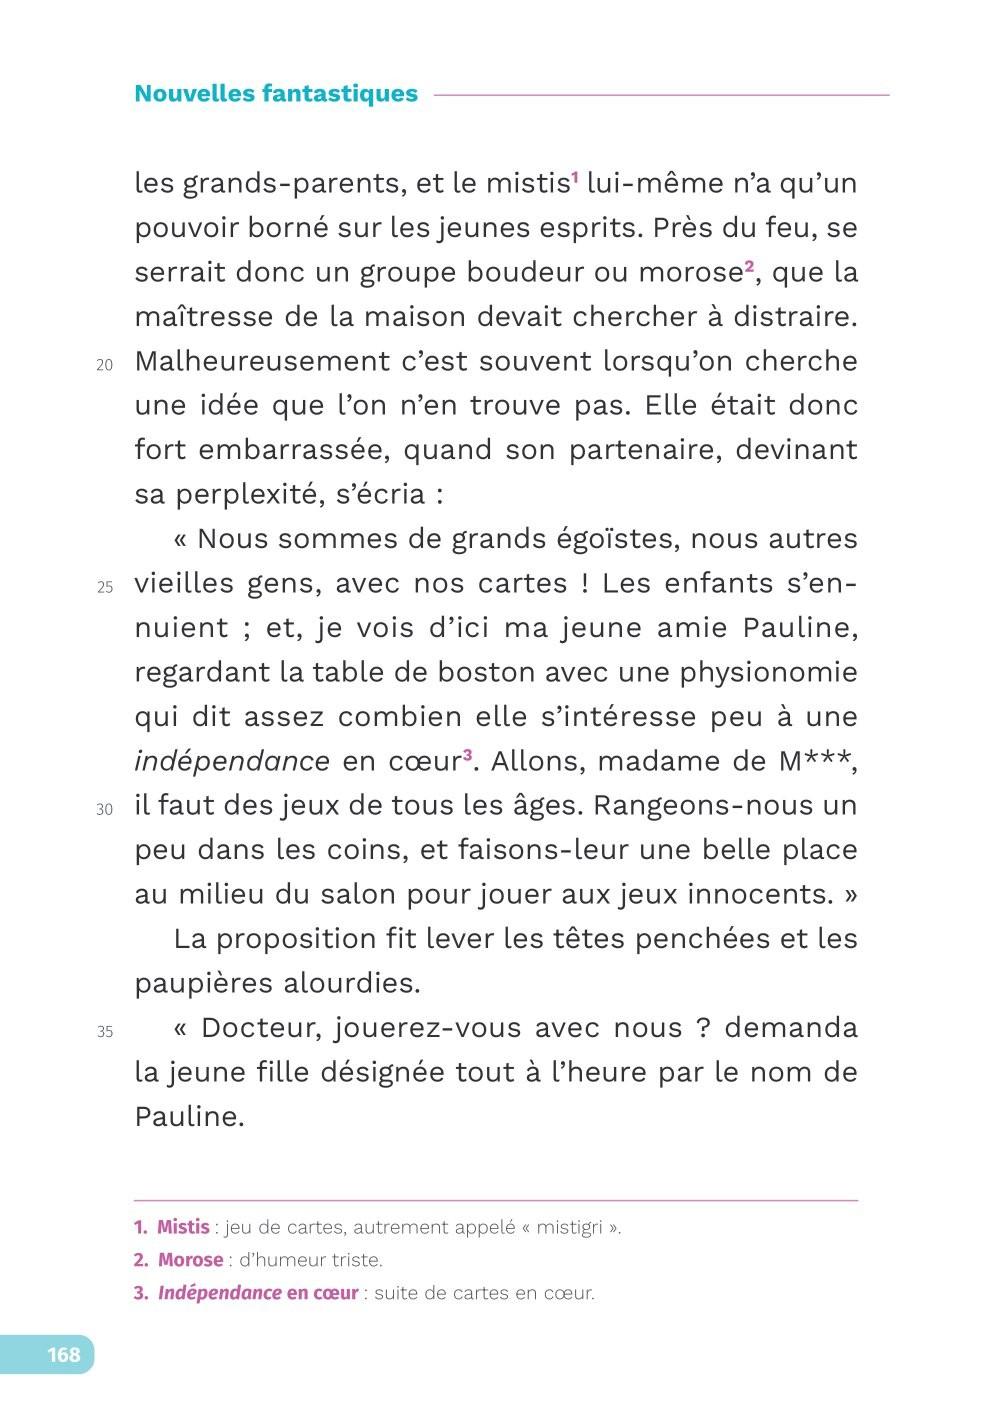 Nouvelles fantastiques
les grands-parents, et le mistis¹ lui-même n’a qu’un
pouvoir borné sur les jeunes esprits. Près du feu, se
serrait donc un groupe boudeur ou morose², que la
maîtresse de la maison devait chercher à distraire.
20 Malheureusement c’est souvent lorsqu’on cherche
une idée que l’on n’en trouve pas. Elle était donc
fort embarrassée, quand son partenaire, devinant
sa perplexité, s’écria :
« Nous sommes de grands égoïstes, nous autres
25 vieilles gens, avec nos cartes ! Les enfants s’en-
nuient ; et, je vois d’ici ma jeune amie Pauline,
regardant la table de boston avec une physionomie
qui dit assez combien elle s’intéresse peu à une
indépendance en cœur³. Allons, madame de M***,
30 il faut des jeux de tous les âges. Rangeons-nous un
peu dans les coins, et faisons-leur une belle place
au milieu du salon pour jouer aux jeux innocents. »
La proposition fit lever les têtes penchées et les
paupières alourdies.
35 « Docteur, jouerez-vous avec nous ? demanda
la jeune fille désignée tout à l’heure par le nom de
Pauline.
1. Mistis : jeu de cartes, autrement appelé « mistigri ».
2. Morose : d’humeur triste.
3. Indépendance en cœur : suite de cartes en cœur.
168